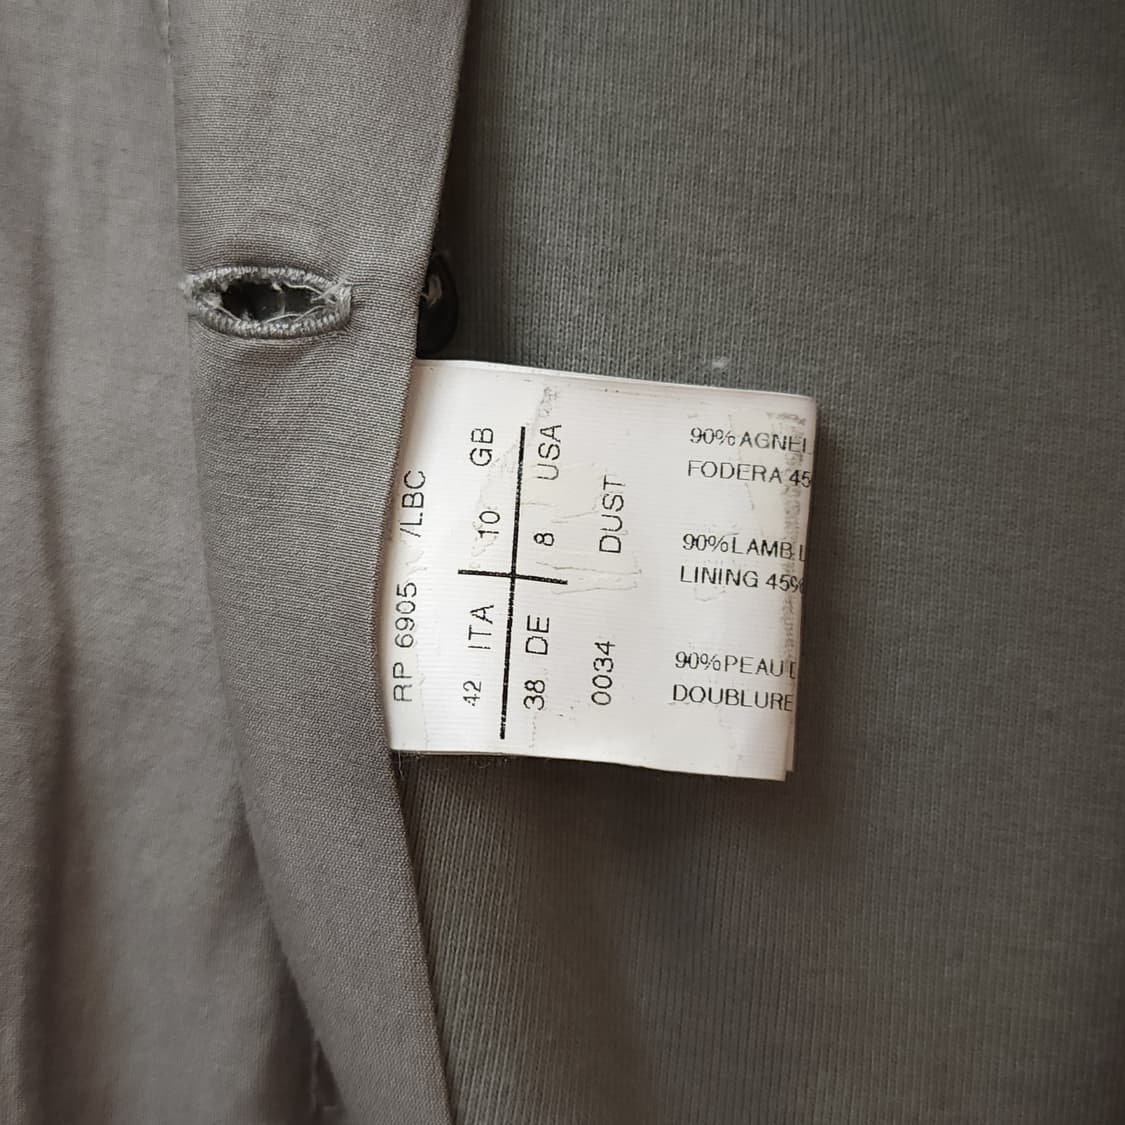 RP 6905 /LBC
42 ITA 10 GB
38 DE 8 USA
0034 DUST
90% AGNEL
FODERA 45
90% LAMB
LINING 45%
90% PEAU
DOUBLURE